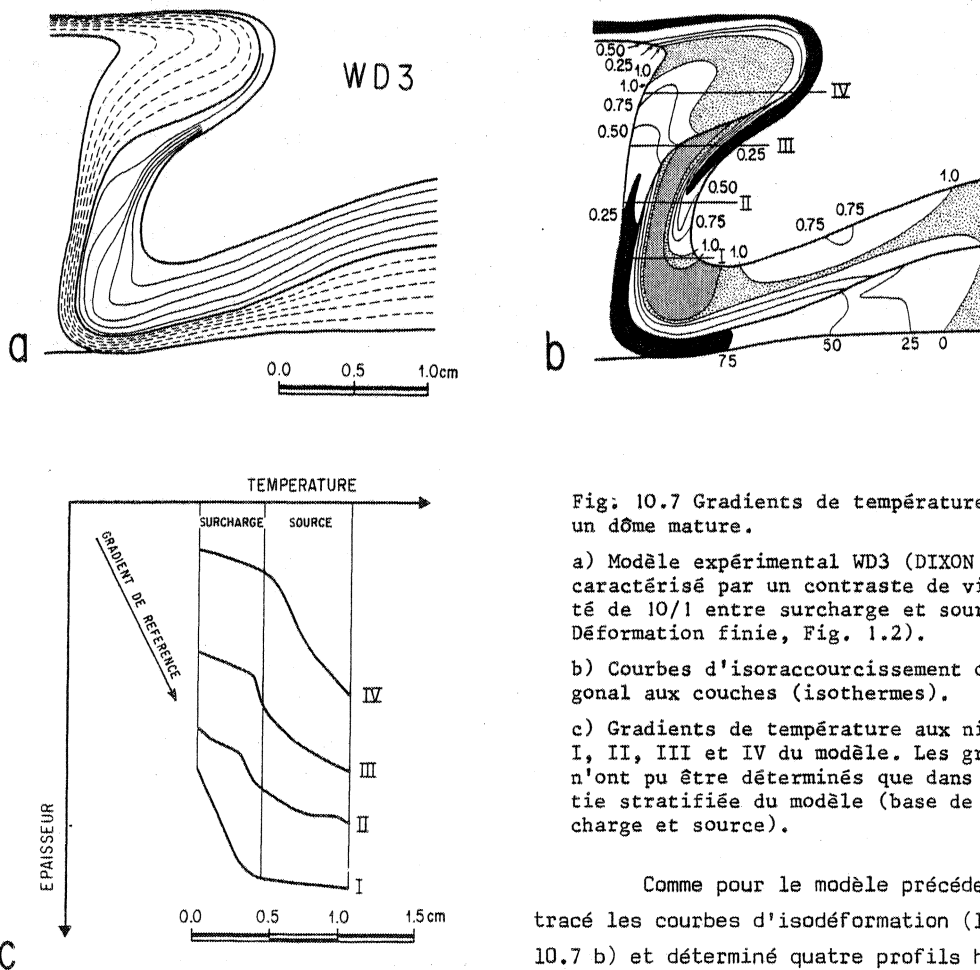 WD3
a
0.0 0.5 1.0cm
0.50
0.25
1.0
1.0
0.75
0.50
0.25
IV
III
0.25
0.50
II
0.75
1.0
I
1.0
0.75
0.75
1.0
b
75
50
25
0
TEMPERATURE
SURCHARGE
SOURCE
GRADIENT DE REFERENCE
IV
III
II
I
EPAISSEUR
0.0 0.5 1.0 1.5 cm
c
Fig. 10.7 Gradients de température
un dôme mature.
a) Modèle expérimental WD3 (DIXON
caractérisé par un contraste de
té de 10/1 entre surcharge et
Déformation finie, Fig. 1.2).
b) Courbes d'isoraccourcissement
gonal aux couches (isothermes).
c) Gradients de température aux
I, II, III et IV du modèle. Les
n'ont pu être déterminés que dans
tie stratifiée du modèle (base de
charge et source).
Comme pour le modèle
tracé les courbes d'isodéformation
10.7 b) et déterminé quatre profils